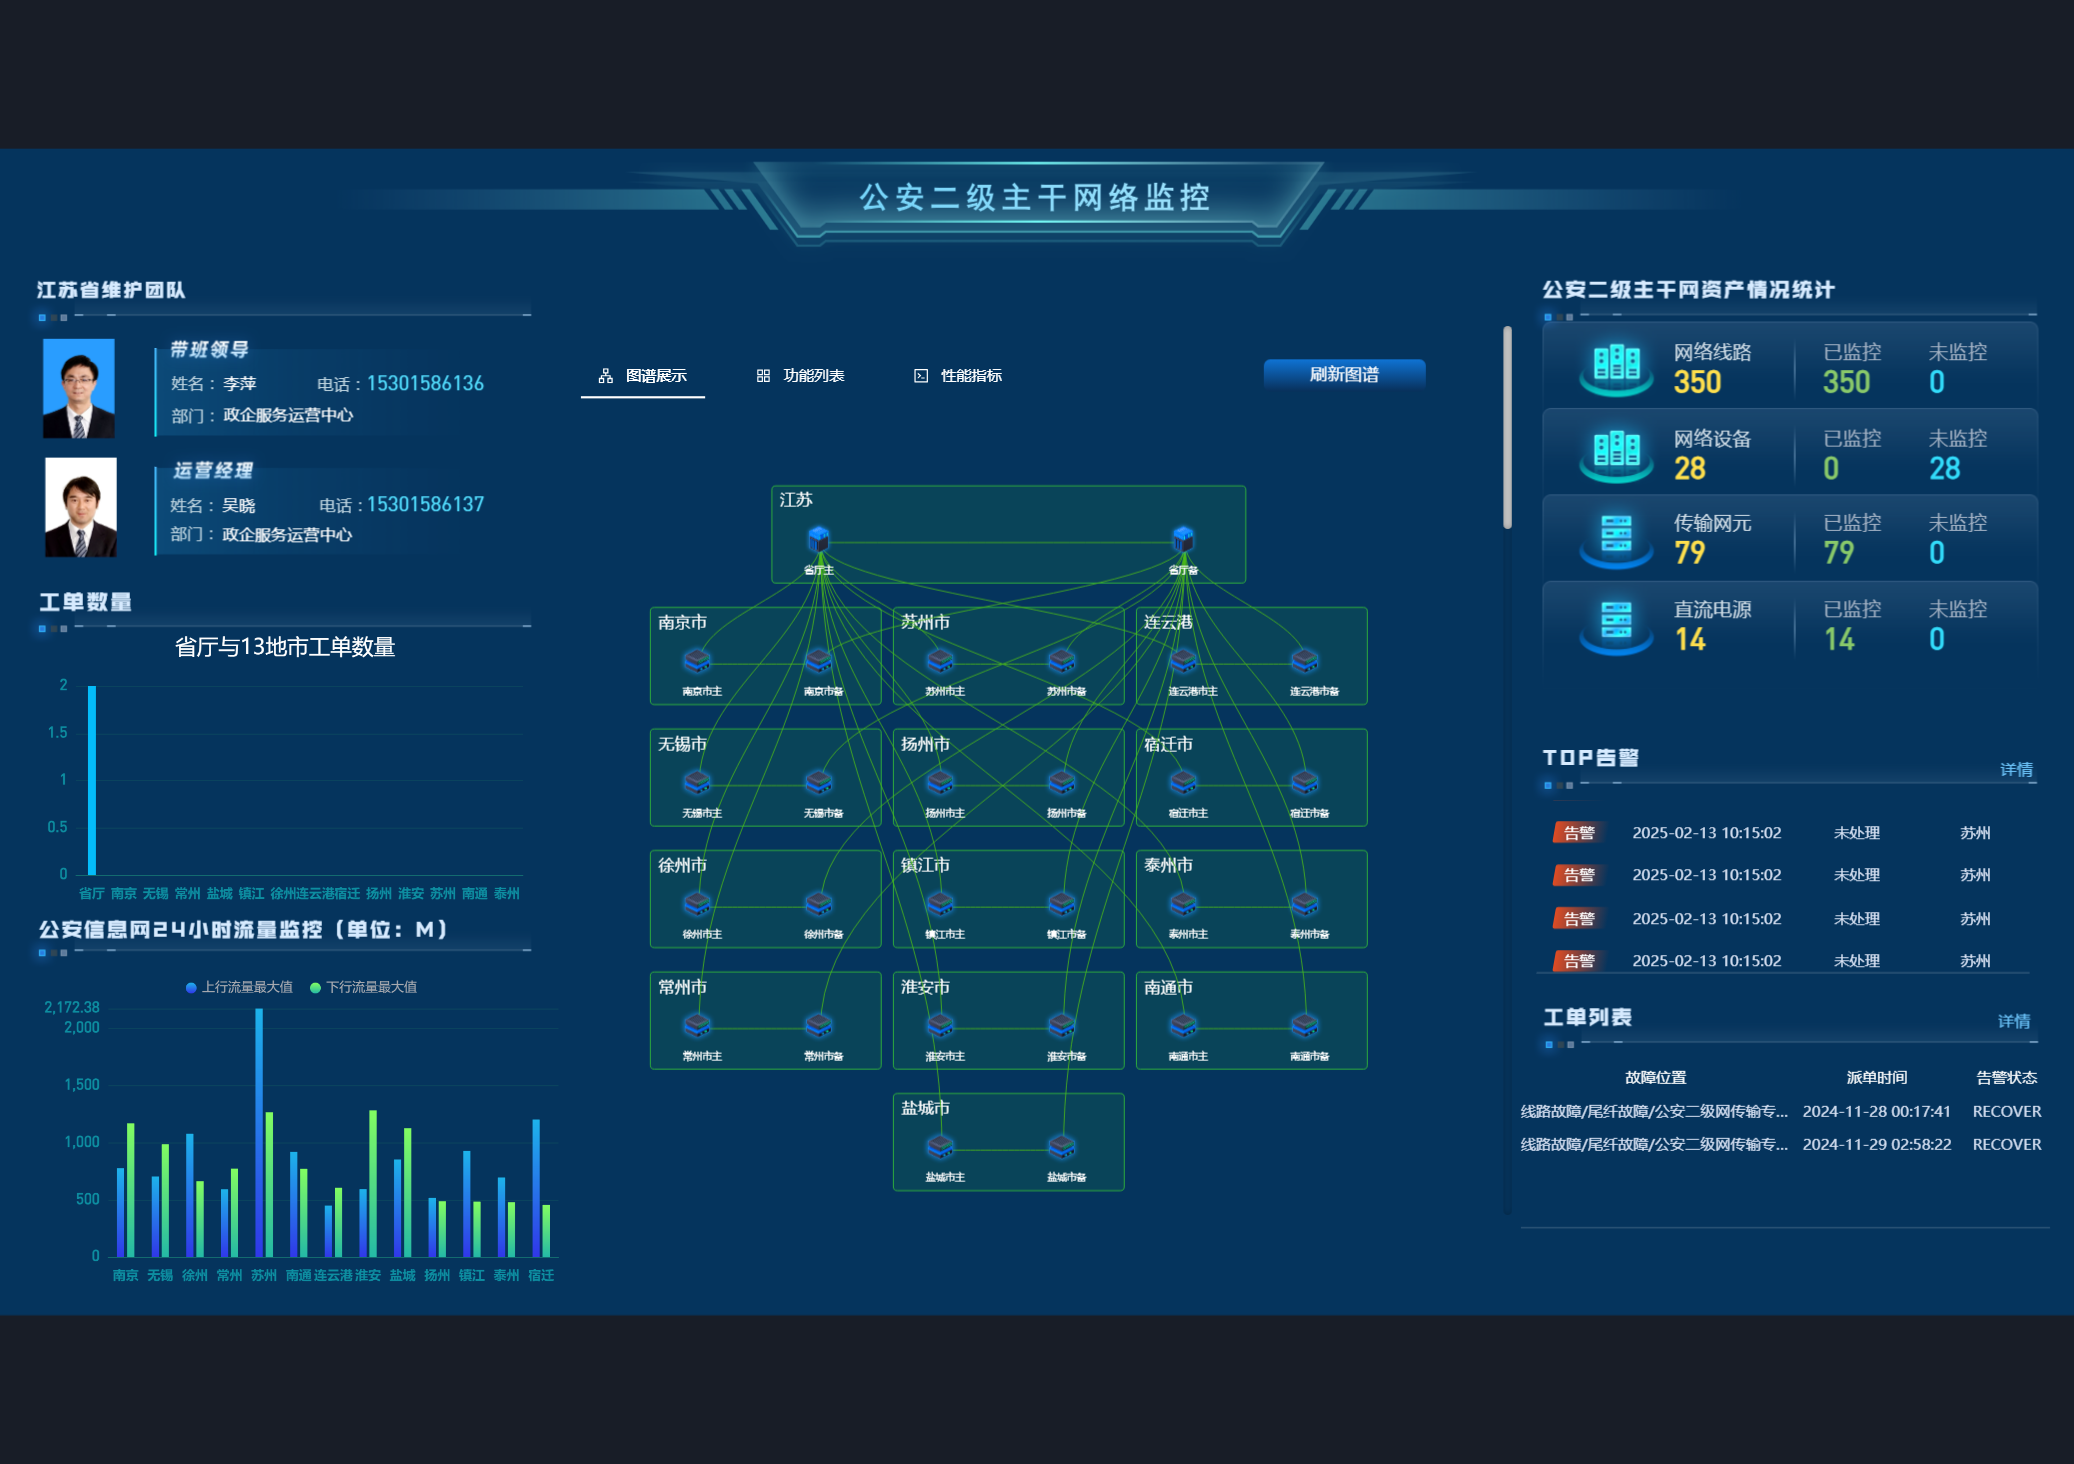 公安二级主干网络监控
江苏省维护团队
带班领导
姓名： 李萍 电话：15301586136
部门： 政企服务运营中心
运营经理
姓名： 吴晓 电话：15301586137
部门： 政企服务运营中心
工单数量
省厅与13地市工单数量
2
1.5
1
0.5
0
省厅 南京 无锡 常州 盐城 镇江 徐州 连云港 宿迁 扬州 淮安 苏州 南通 泰州
公安信息网24小时流量监控（单位：M）
上行流量最大值 下行流量最大值
2,172.38
2,000
1,500
1,000
500
0
南京 无锡 徐州 常州 苏州 南通 连云港 淮安 盐城 扬州 镇江 泰州 宿迁
图谱展示 功能列表 性能指标 刷新图谱
江苏
省厅主 省厅备
南京市 苏州市 连云港
南京市主 南京市备 苏州市主 苏州市备 连云港市主 连云港市备
无锡市 扬州市 宿迁市
无锡市主 无锡市备 扬州市主 扬州市备 宿迁市主 宿迁市备
徐州市 镇江市 泰州市
徐州市主 徐州市备 镇江市主 镇江市备 泰州市主 泰州市备
常州市 淮安市 南通市
常州市主 常州市备 淮安市主 淮安市备 南通市主 南通市备
盐城市
盐城市主 盐城市备
公安二级主干网资产情况统计
网络线路 已监控 未监控
350 350 0
网络设备 已监控 未监控
28 0 28
传输网元 已监控 未监控
79 79 0
直流电源 已监控 未监控
14 14 0
TOP告警
详情
告警 2025-02-13 10:15:02 未处理 苏州
告警 2025-02-13 10:15:02 未处理 苏州
告警 2025-02-13 10:15:02 未处理 苏州
告警 2025-02-13 10:15:02 未处理 苏州
工单列表
详情
故障位置 派单时间 告警状态
线路故障/尾纤故障/公安二级网传输专... 2024-11-28 00:17:41 RECOVER
线路故障/尾纤故障/公安二级网传输专... 2024-11-29 02:58:22 RECOVER